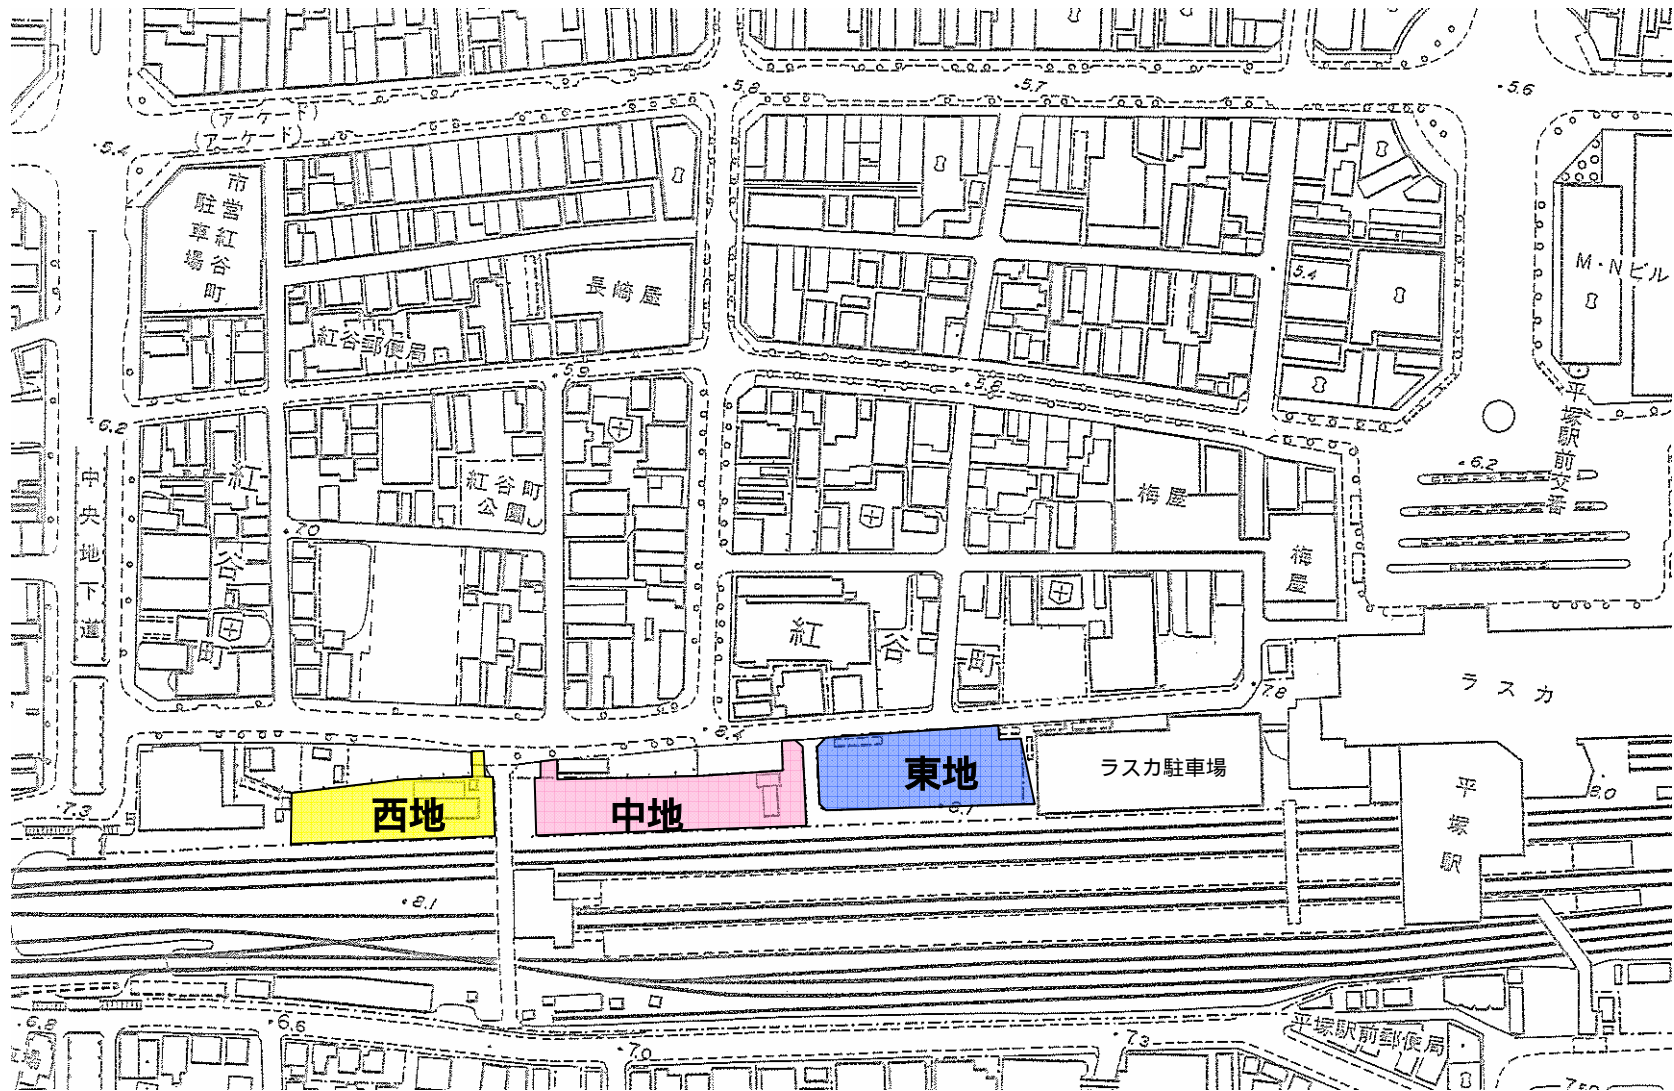 ・5.8
・5.7
・5.6
(アーケード)
(アーケード)
・5.4
市営紅谷町
駐車場
長崎屋
・5.4
M・Nビル
紅谷郵便局
・5.9
・5.8
平塚駅前交番
6.2
・6.2
中央地下道
紅谷町
紅谷町
公園
梅屋
・7.0
梅屋
紅谷町
ラスカ
・7.8
・8.4
東地
ラスカ駐車場
西地
中地
・7.3
・8.1
8.0
平塚駅
・8.1
・6.8
・6.6
・7.0
・7.3
平塚駅前郵便局